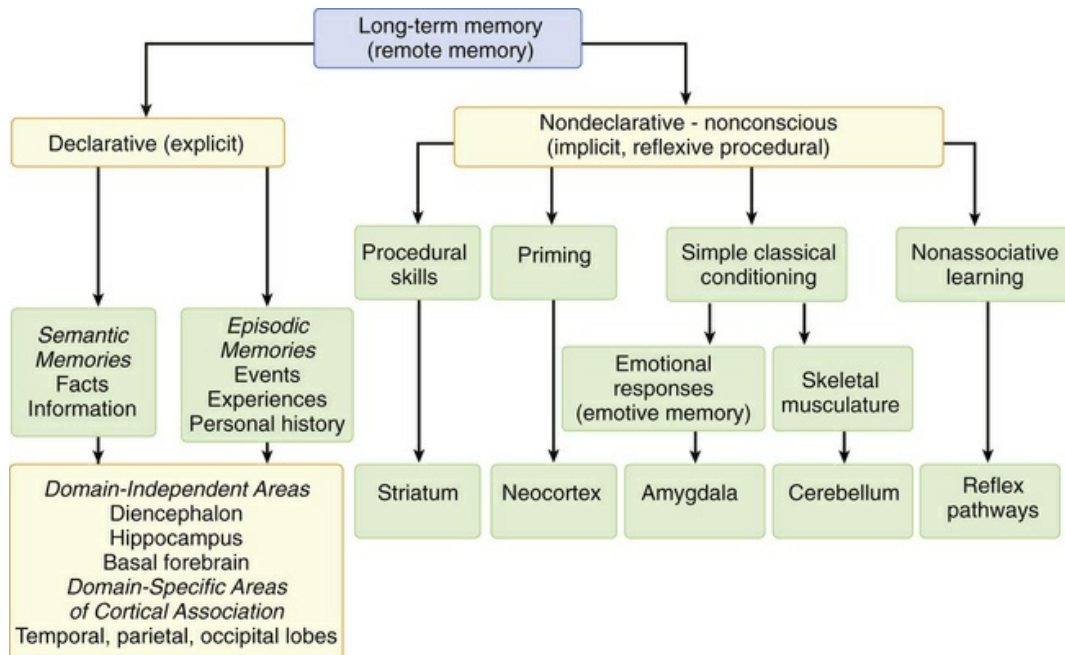 Long-term memory
(remote memory)
Declarative (explicit)
Nondeclarative - nonconscious
(implicit, reflexive procedural)
Procedural
skills
Priming
Simple classical
conditioning
Nonassociative
learning
Semantic
Memories
Facts
Information
Episodic
Memories
Events
Experiences
Personal history
Emotional
responses
(emotive memory)
Skeletal
musculature
Domain-Independent Areas
Diencephalon
Hippocampus
Basal forebrain
Domain-Specific Areas
of Cortical Association
Temporal, parietal, occipital lobes
Striatum
Neocortex
Amygdala
Cerebellum
Reflex
pathways